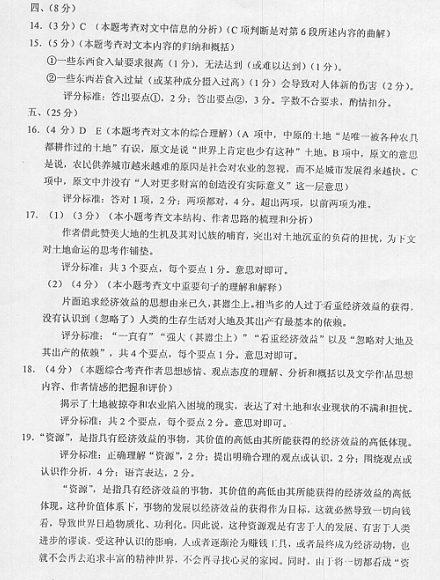 四、(8分)
14. (3分) C (本题考查对文中信息的分析) (C项判断是对第6段所述内容的曲解)
15. (5分) (本题考查对文本内容的归纳和概括)
①一些东西食入量要求很高 (1分), 无法达到 (或难以达到) (1分)。
②一些东西若食入过量 (或某种成分摄入过高) (1分) 会导致对人体新的伤害 (2分)。
评分标准: 答出要点①, 2分; 答出要点②, 3分。字数不合要求, 酌情扣分。
五、(25分)
16. (4分) D E (本题考查对文本的综合理解) (A项中, 中原的土地“是唯一被各种农具
都耕作过的土地”有误, 原文是说“世界上肯定也少有这种”土地。B项中, 原文的意思
是说, 农民供养城市越来越难的原因是社会对农业的忽视, 而不是城市发展得来越快。C
项中, 原文中并没有“人对更多财富的创造没有实际意义”这一层意思)
评分标准: 答对1项, 2分; 两项都对, 4分。超出两项, 以前两项为准。
17. (1) (3分) (本小题考查文本结构、作者思路的梳理和分析)
作者借此赞美大地的生机及其对民族的哺育, 突出对土地沉重的负荷的担忧, 为下文
对土地命运的思考作铺垫。
评分标准: 共3个要点, 每个要点1分。意思对即可。
(2) (4分) (本小题考查文中重要句子的理解和解释)
片面追求经济效益的思想由来已久, 其嚣尘上。相当多的人过于看重经济效益的获得,
没有认识到 (忽略了) 人类的生存生活对大地及其出产有最基本的依赖。
评分标准: “一直有”“强大 (其嚣尘上)”“看重经济效益”以及“忽略对人大地及
其出产的依赖”, 共4个要点, 每个要点1分。意思对即可。
18. (4分) (本题综合考查作者思想感情、观点态度的理解、分析和概括以及文学作品思想
内容、作者情感的把握和评价)
揭示了土地被掠夺和农业陷入困境的现实, 表达了对土地和农业现状的不满和担忧。
评分标准: 共2个要点, 每个要点2分。意思对即可。
19. “资源”, 是指具有经济效益的事物, 其价值的高低由其所能获得的经济效益的高低体现。
评分标准: 正确理解“资源”, 2分; 提出明确合理的观点或认识, 2分; 围绕观点或
认识作分析, 4分; 语言表达, 2分。
“资源”, 是指具有经济效益的事物, 其价值的高低由其所能获得的经济效益的高低
体现。这种价值体系下, 事物的发展以经济效益的获得作为目标, 这就必然导致一切向钱
看, 导致世界日趋物质化、功利化。因此说, 这种资源观是有害于人的发展、有害于人类
进步的谬谈。受这种认识的影响, 人或者逐渐沦为赚钱工具, 或者最终成为经济动物, 也
就不会再去追求丰富的精神世界, 不会再寻找心灵的家园。同时, 由于将一切都看成“资